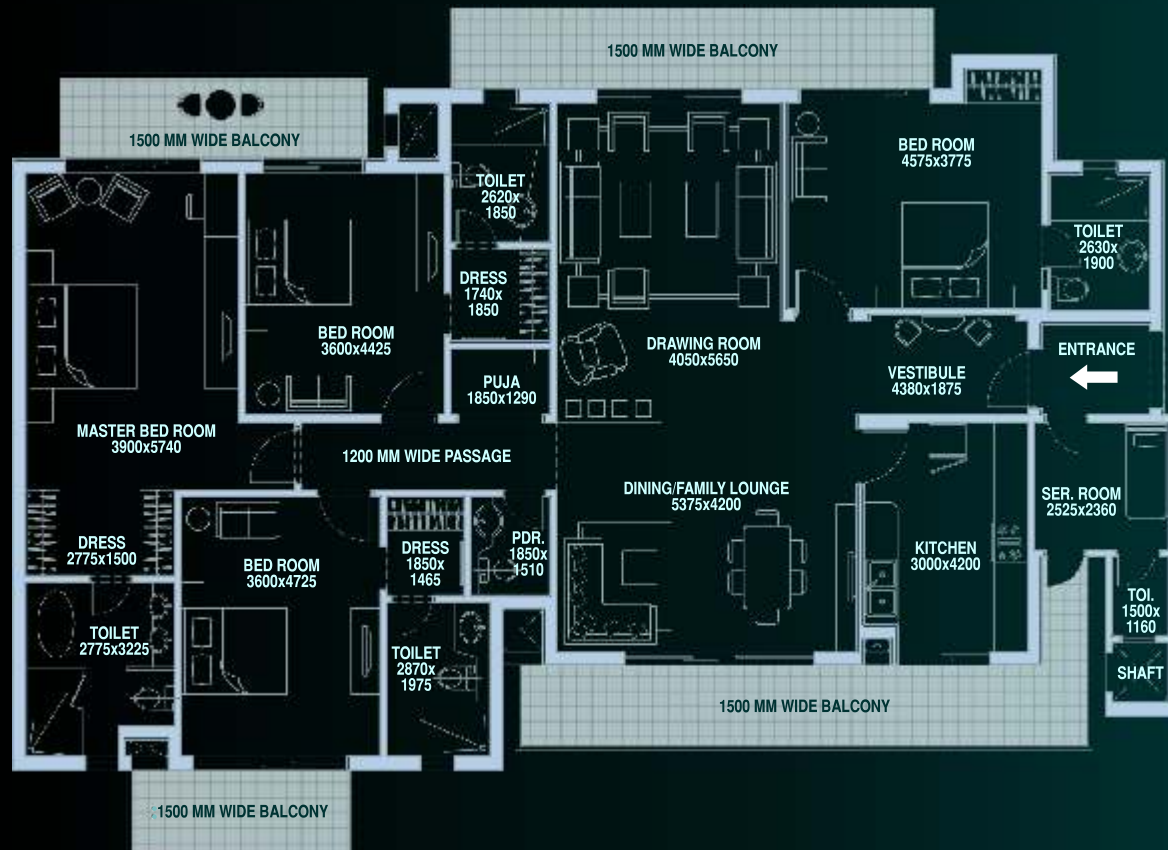 1500 MM WIDE BALCONY
1500 MM WIDE BALCONY
BED ROOM
4575x3775
TOILET
2620x
1850
TOILET
2630x
1900
DRESS
1740x
1850
BED ROOM
3600x4425
DRAWING ROOM
4050x5650
ENTRANCE
VESTIBULE
4380x1875
PUJA
1850x1290
MASTER BED ROOM
3900x5740
1200 MM WIDE PASSAGE
DINING/FAMILY LOUNGE
5375x4200
SER. ROOM
2525x2360
DRESS
2775x1500
BED ROOM
3600x4725
DRESS
1850x
1465
PDR.
1850x
1510
KITCHEN
3000x4200
TOI.
1500x
1160
TOILET
2775x3225
TOILET
2870x
1975
SHAFT
1500 MM WIDE BALCONY
1500 MM WIDE BALCONY